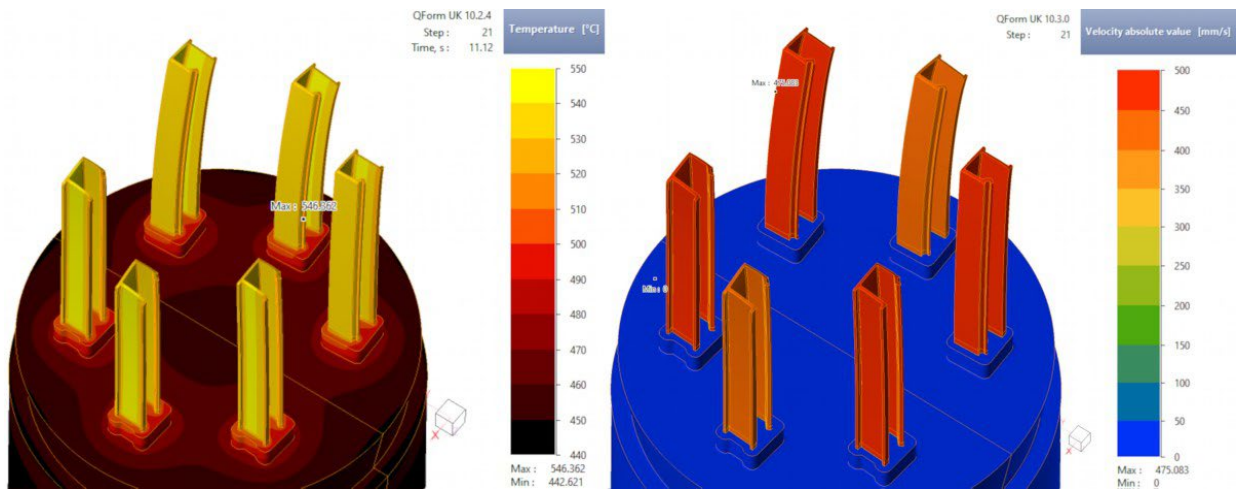 QForm UK 10.2.4
Step : 21
Time, s : 11.12
Temperature [°C]
550
540
530
520
510
500
490
480
470
460
450
440
Max : 546.362
Min : 442.621
Max : 546.362
X
QForm UK 10.3.0
Step : 21
Velocity absolute value [mm/s]
500
450
400
350
300
250
200
150
100
50
0
Max : 475.083
Min : 0
Max : 475.083
Min : 0
X